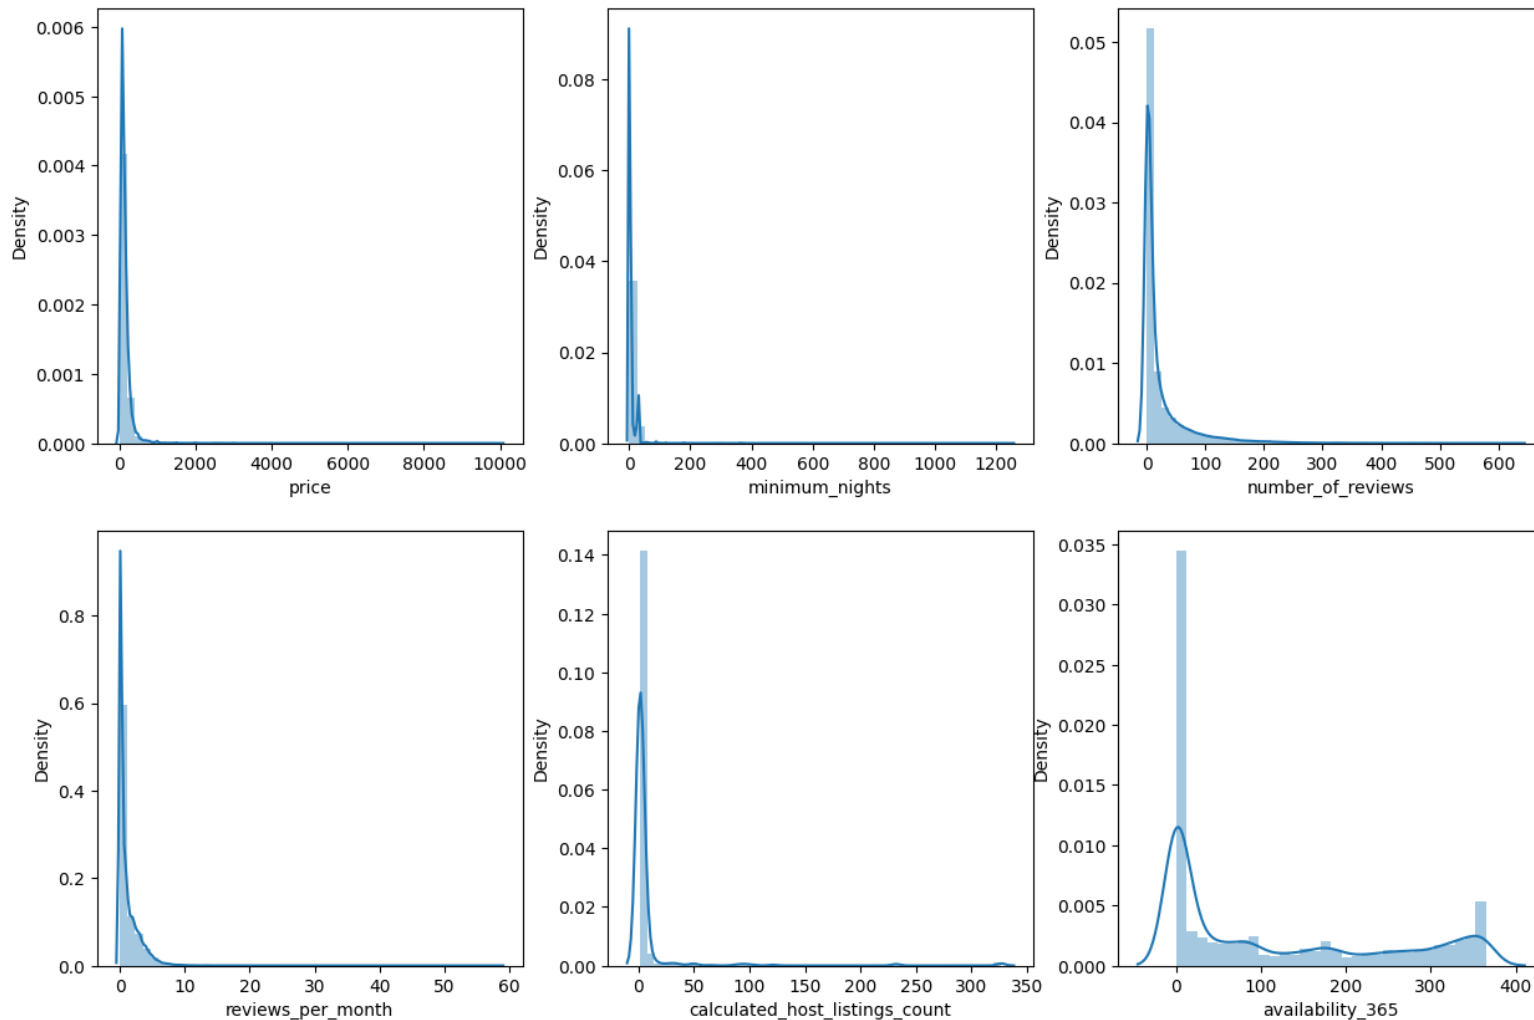 0.006
0.005
0.004
0.003
0.002
0.001
0.000
Density
0 2000 4000 6000 8000 10000
price
0.08
0.06
0.04
0.02
0.00
Density
0 200 400 600 800 1000 1200
minimum_nights
0.05
0.04
0.03
0.02
0.01
0.00
Density
0 100 200 300 400 500 600
number_of_reviews
0.8
0.6
0.4
0.2
0.0
Density
0 10 20 30 40 50 60
reviews_per_month
0.14
0.12
0.10
0.08
0.06
0.04
0.02
0.00
Density
0 50 100 150 200 250 300 350
calculated_host_listings_count
0.035
0.030
0.025
0.020
0.015
0.010
0.005
0.000
Density
0 100 200 300 400
availability_365